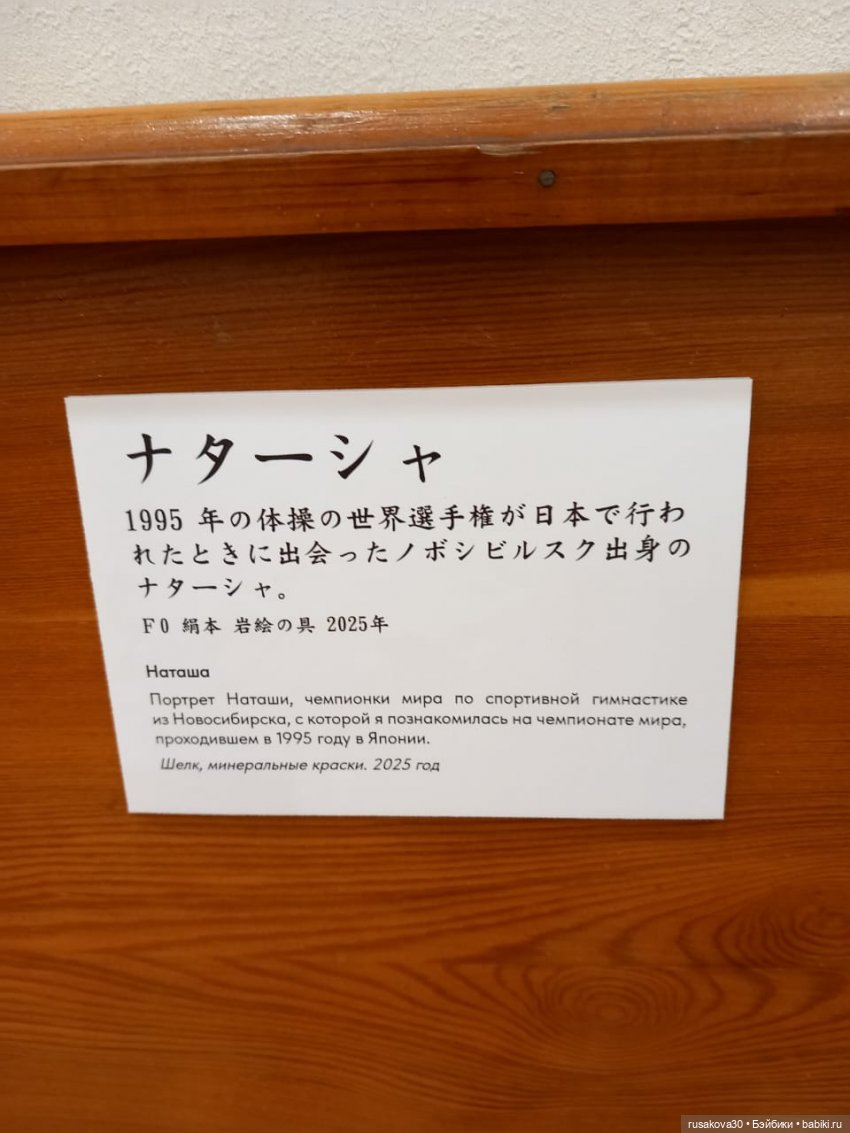 ナターシャ
1995 年の体操の世界選手権が日本で行わ
れたときに出会ったノボシビルスク出身の
ナターシャ。
F0 絹本 岩絵の具 2025年
Наташа
Портрет Наташи, чемпионки мира по спортивной гимнастике
из Новосибирска, с которой я познакомилась на чемпионате мира,
проходившем в 1995 году в Японии.
Шелк, минеральные краски. 2025 год
rusakova30 • Бэйбики • babiki.ru